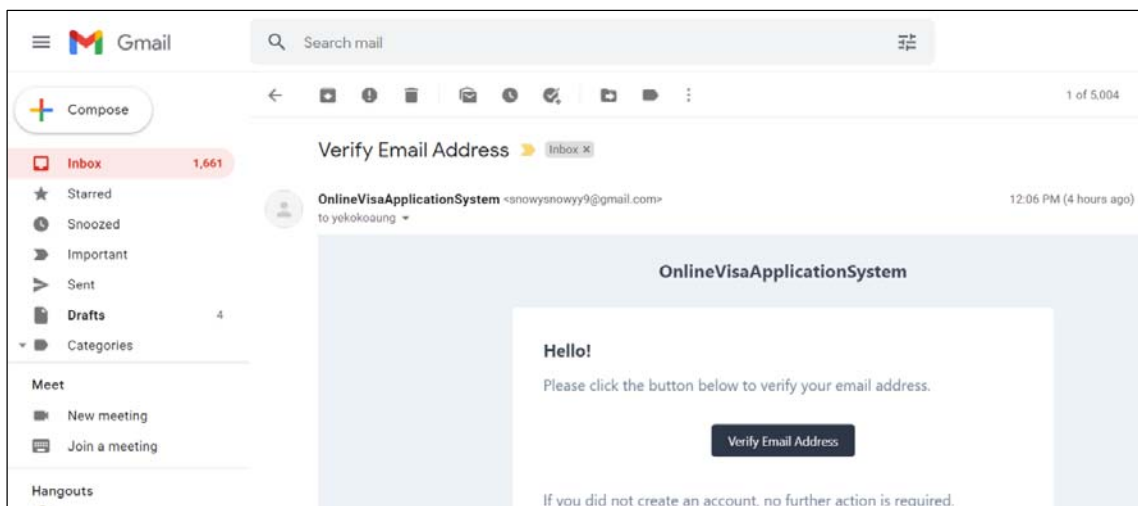 Gmail
Search mail
Compose
1 of 5,004
Inbox 1,661
Starred
Snoozed
Important
Sent
Drafts 4
Categories
Meet
New meeting
Join a meeting
Hangouts
Verify Email Address Inbox ×
OnlineVisaApplicationSystem <snowysnowyy9@gmail.com> 12:06 PM (4 hours ago)
to yekokoaung
OnlineVisaApplicationSystem
Hello!
Please click the button below to verify your email address.
Verify Email Address
If you did not create an account, no further action is required.